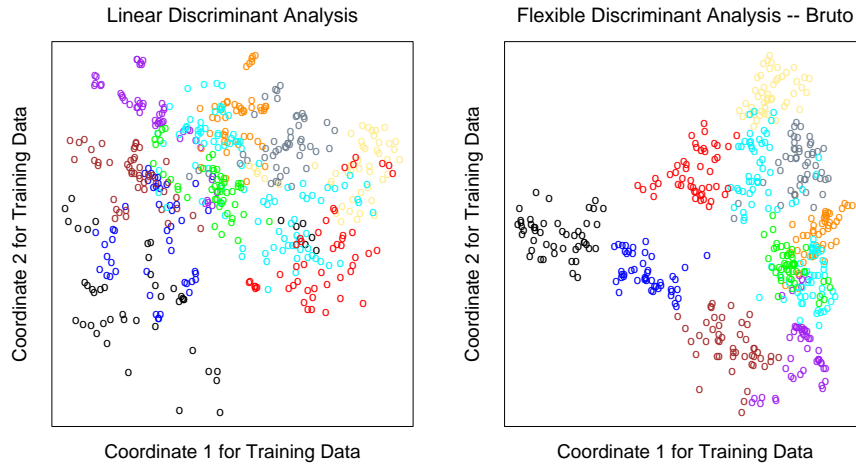 Linear Discriminant Analysis
Flexible Discriminant Analysis -- Bruto
Coordinate 2 for Training Data
Coordinate 2 for Training Data
Coordinate 1 for Training Data
Coordinate 1 for Training Data